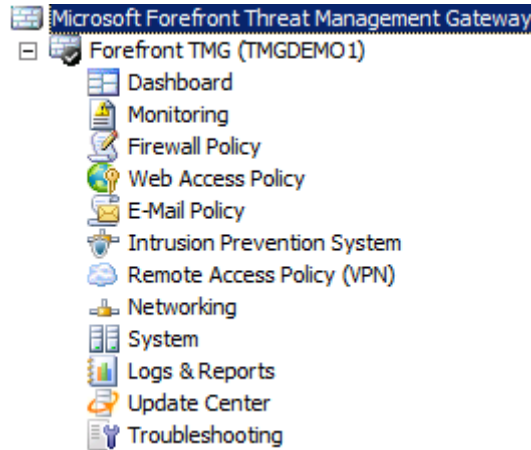 Microsoft Forefront Threat Management Gateway
Forefront TMG (TMGDEMO1)
Dashboard
Monitoring
Firewall Policy
Web Access Policy
E-Mail Policy
Intrusion Prevention System
Remote Access Policy (VPN)
Networking
System
Logs & Reports
Update Center
Troubleshooting